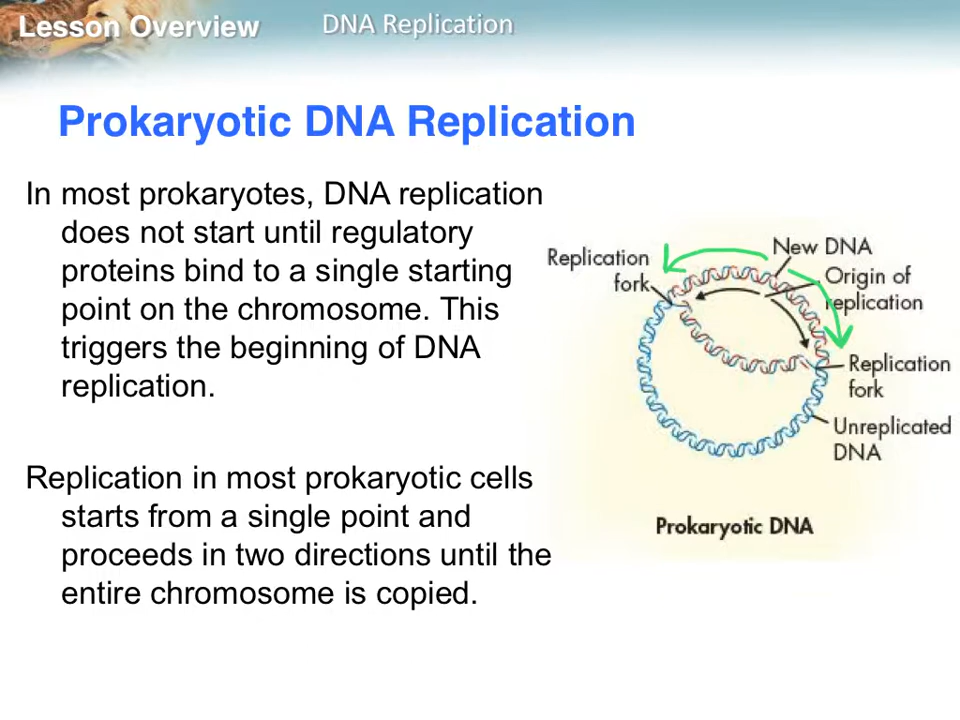 Lesson Overview
DNA Replication
Prokaryotic DNA Replication
In most prokaryotes, DNA replication
does not start until regulatory
proteins bind to a single starting
point on the chromosome. This
triggers the beginning of DNA
replication.
Replication in most prokaryotic cells
starts from a single point and
proceeds in two directions until the
entire chromosome is copied.
Replication
fork
New DNA
Origin of
replication
Replication
fork
Unreplicated
DNA
Prokaryotic DNA